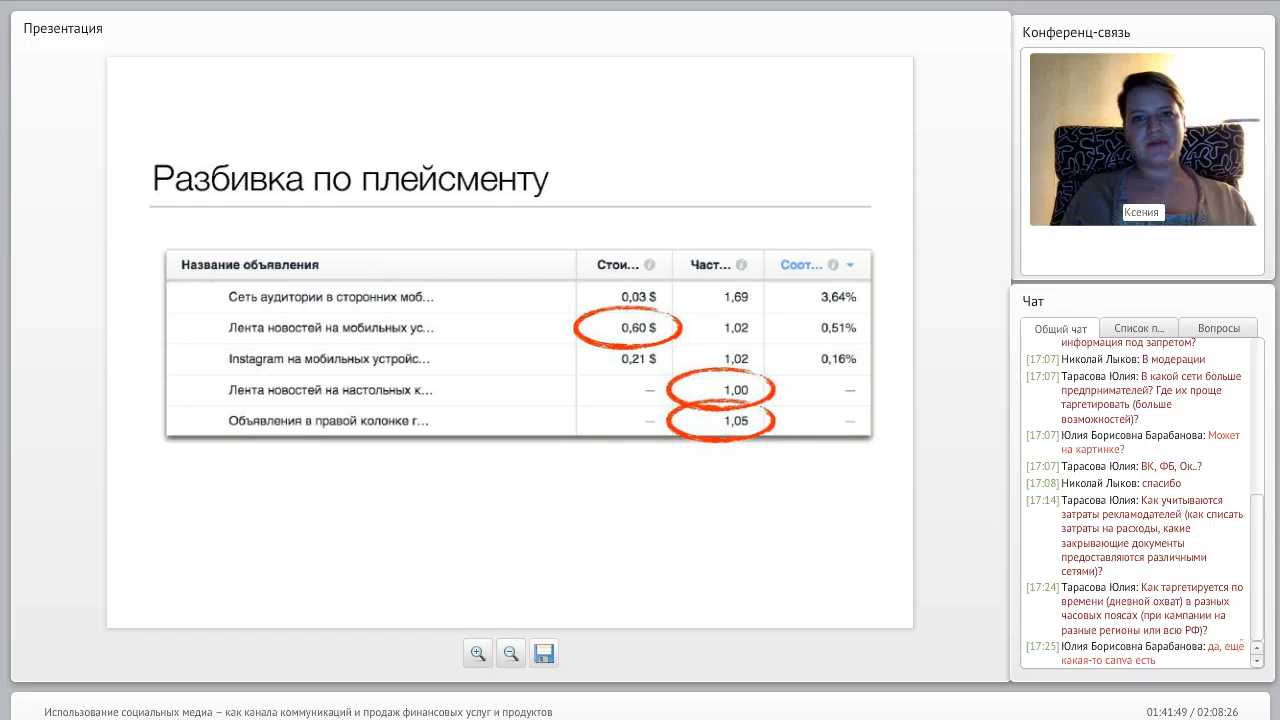 Презентация
Разбивка по плейсменту
Название объявления Стои... Част... Соот...
Сеть аудитории в сторонних моб... 0,03 $ 1,69 3,64%
Лента новостей на мобильных ус... 0,60 $ 1,02 0,51%
Instagram на мобильных устройс... 0,21 $ 1,02 0,16%
Лента новостей на настольных к... — 1,00 —
Объявления в правой колонке г... — 1,05 —
Конференц-связь
Ксения
Чат
Общий чат Список п... Вопросы
информация под запретом?
[17:07] Николай Лыков: В модерации
[17:07] Тарасова Юлия: В какой сети больше
предпринимателей? Где их проще
таргетировать (больше
возможностей)?
[17:07] Юлия Борисовна Барабанова: Может
на картинке?
[17:07] Тарасова Юлия: ВК, ФБ, Ок..?
[17:08] Николай Лыков: спасибо
[17:14] Тарасова Юлия: Как учитываются
затраты рекламодателей (как списать
затраты на расходы, какие
закрывающие документы
предоставляются различными
сетями)?
[17:24] Тарасова Юлия: Как таргетируется по
времени (дневной охват) в разных
часовых поясах (при кампании на
разные регионы или всю РФ)?
[17:25] Юлия Борисовна Барабанова: да, еще
какая-то canva есть
Использование социальных медиа – как канала коммуникаций и продаж финансовых услуг и продуктов
01:41:49 / 02:08:26